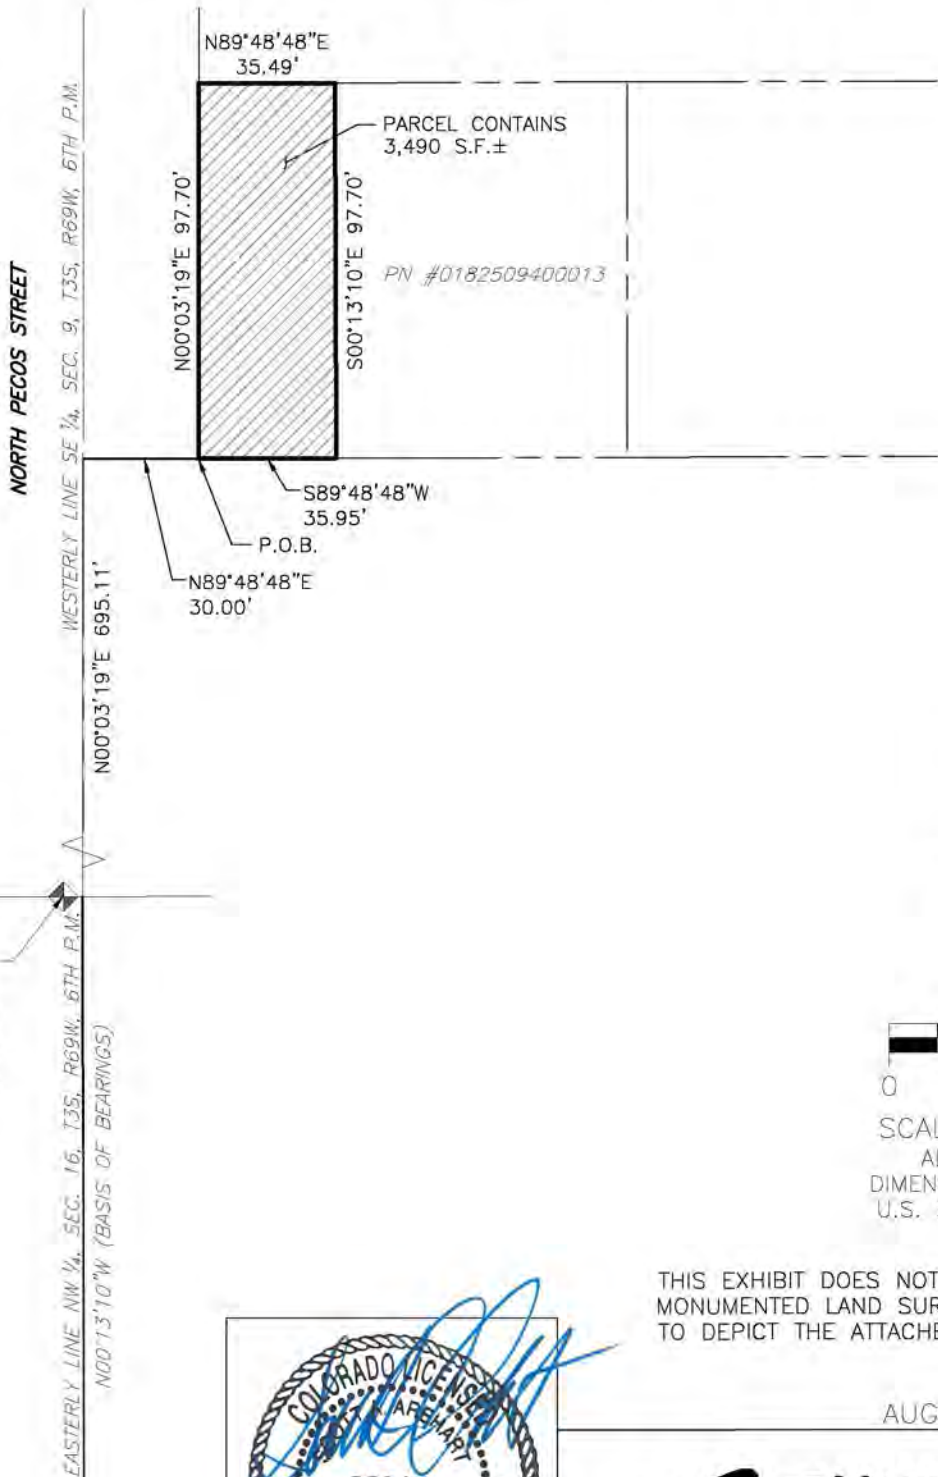 N89°48'48"E
35.49'
PARCEL CONTAINS
3,490 S.F.±
N00°03'19"E 97.70'
S00°13'10"E 97.70'
PN #0182509400013
NORTH PECOS STREET
WESTERLY LINE SE ¼, SEC. 9, T3S, R69W, 6TH P.M.
S89°48'48"W
35.95'
P.O.B.
N89°48'48"E
30.00'
N00°03'19"E 695.11'
EASTERLY LINE NW ¼, SEC. 16, T3S, R69W, 6TH P.M.
N00°13'10"W (BASIS OF BEARINGS)
0
SCAL
DIMEN
U.S.
THIS EXHIBIT DOES NOT
MONUMENTED LAND SUR
TO DEPICT THE ATTACHE
AUG
COLORADO LICENSE
AREHART